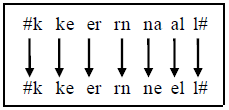 #k ke er rn na al l#
#k ke er rn ne el l#